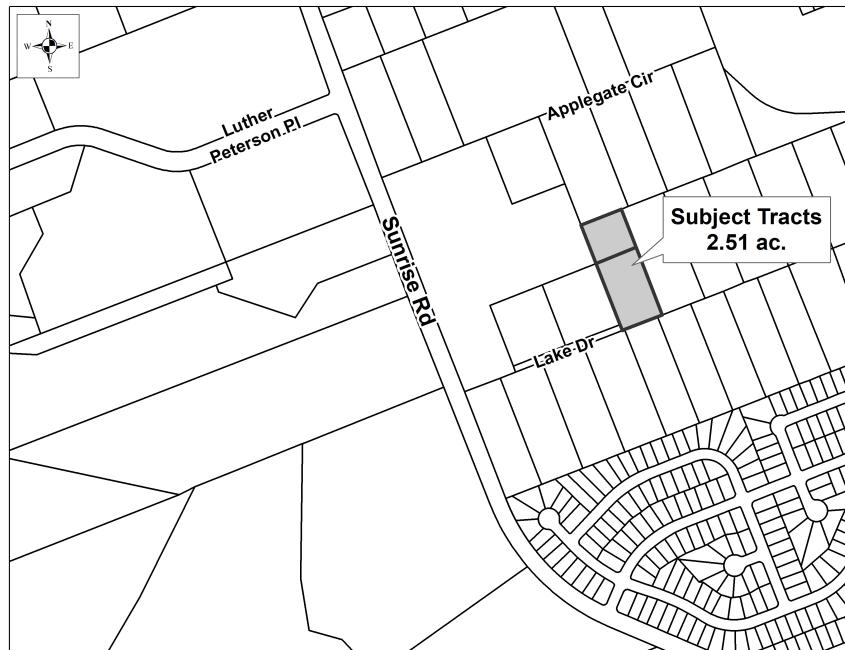 N
W E
S
Luther
Peterson Pl
Applegate Cir
Sunrise Rd
Subject Tracts
2.51 ac.
Lake Dr